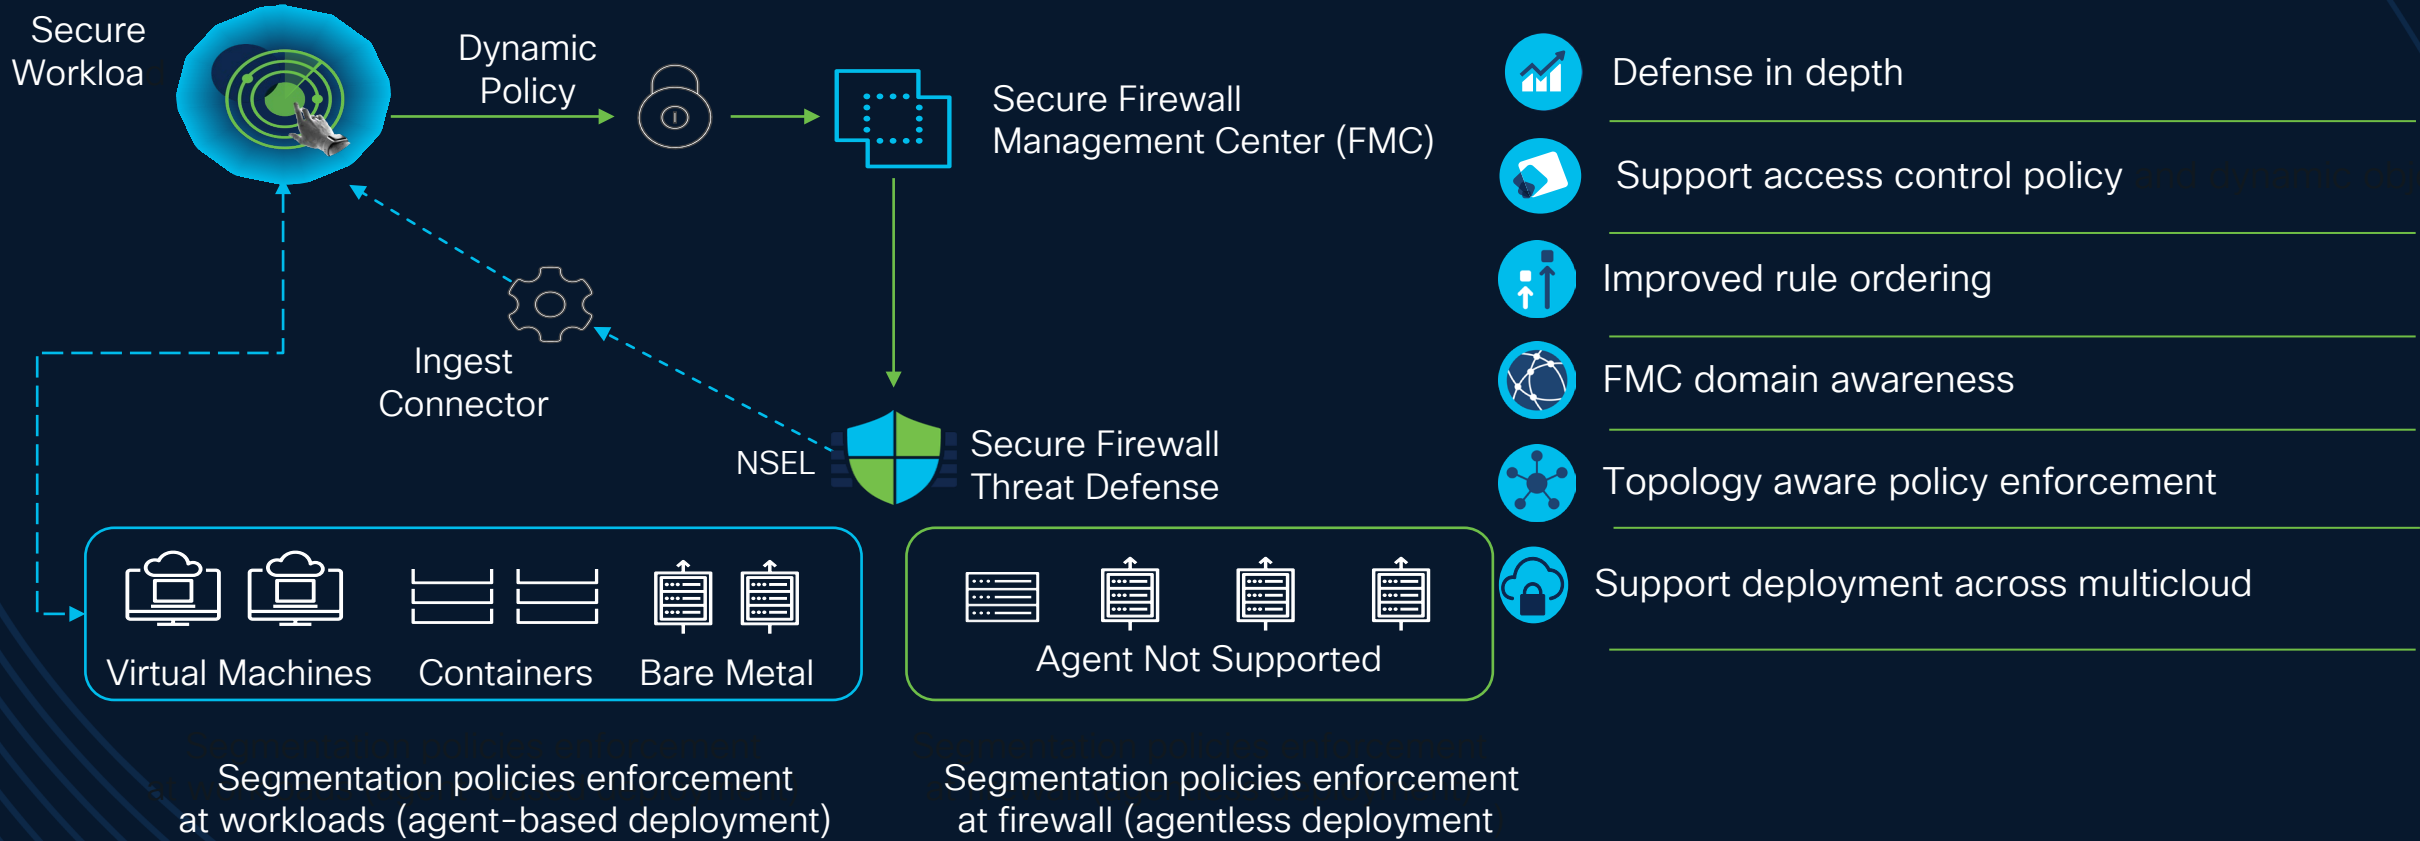 Secure
Workloa
Dynamic
Policy
Secure Firewall
Management Center (FMC)
Ingest
Connector
NSEL
Secure Firewall
Threat Defense
Virtual Machines
Containers
Bare Metal
Agent Not Supported
Segmentation policies enforcement
at workloads (agent-based deployment)
Segmentation policies enforcement
at firewall (agentless deployment
Defense in depth
Support access control policy
Improved rule ordering
FMC domain awareness
Topology aware policy enforcement
Support deployment across multicloud